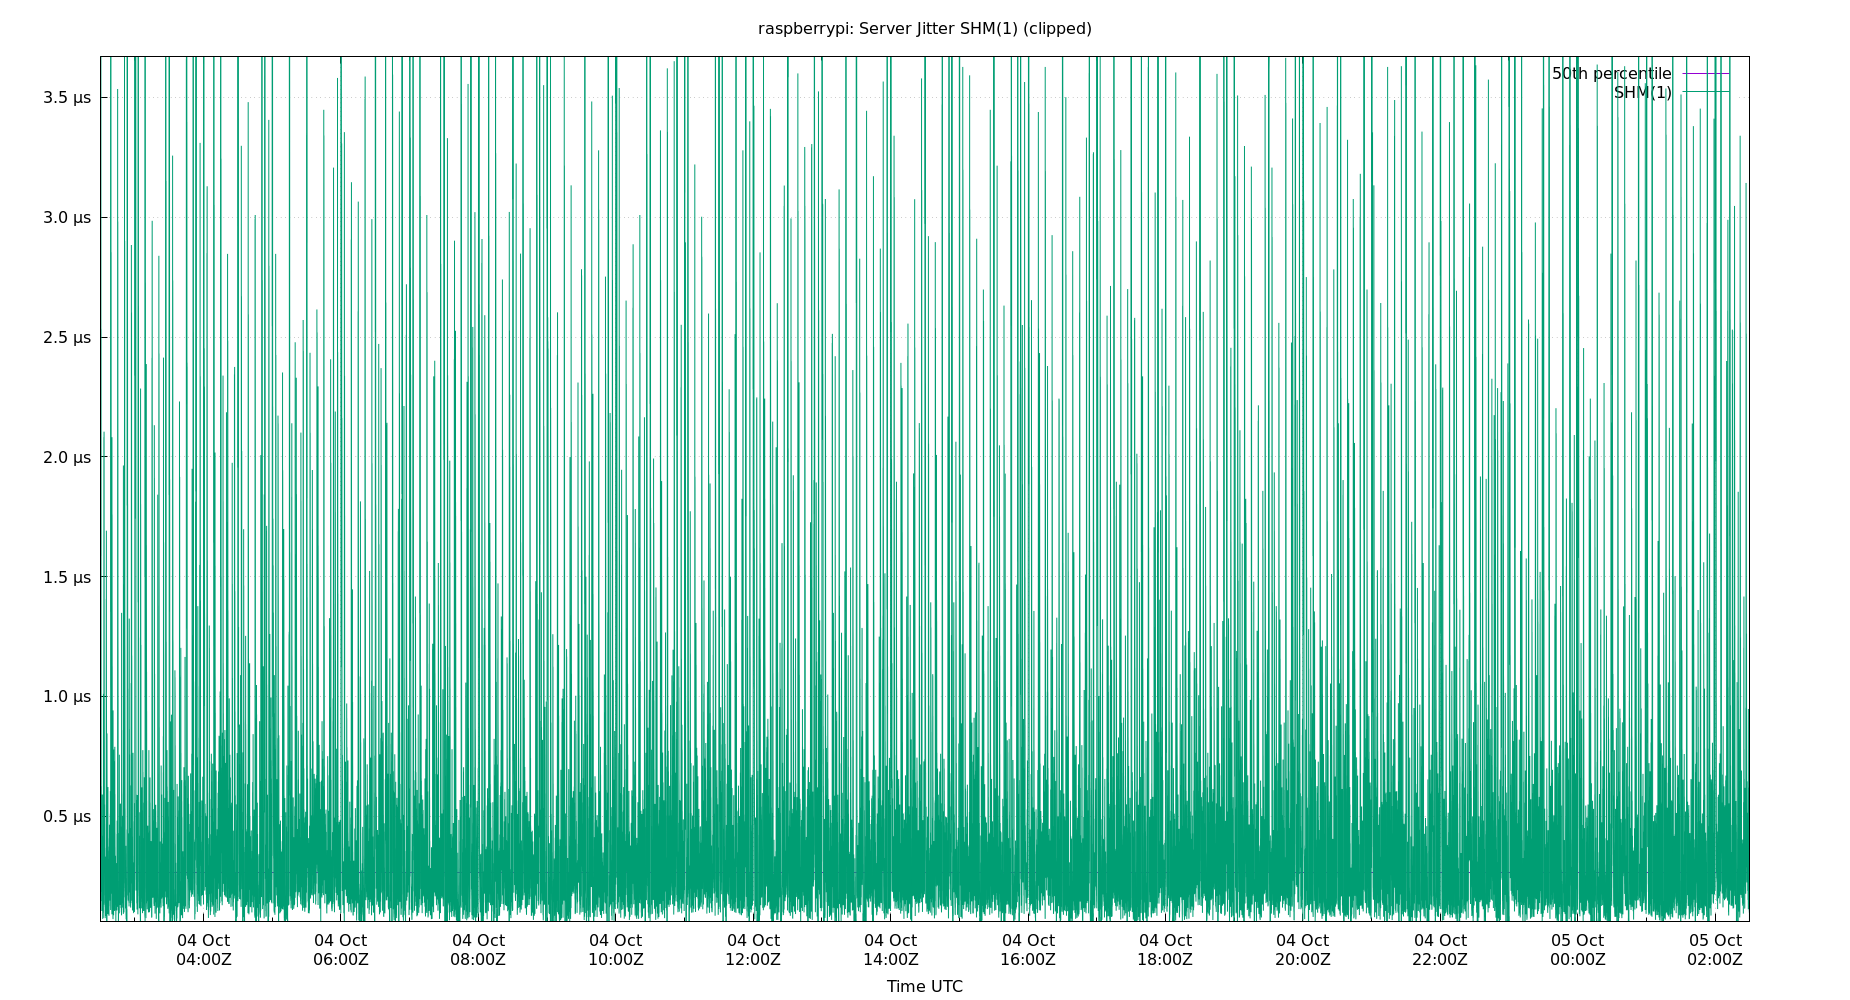 raspberrypi: Server Jitter SHM(1) (clipped)
50th percentile
SHM(1)
3.5 µs
3.0 µs
2.5 µs
2.0 µs
1.5 µs
1.0 µs
0.5 µs
04 Oct 04 Oct 04 Oct 04 Oct 04 Oct 04 Oct 04 Oct 04 Oct 04 Oct 04 Oct 05 Oct 05 Oct
04:00Z 06:00Z 08:00Z 10:00Z 12:00Z 14:00Z 16:00Z 18:00Z 20:00Z 22:00Z 00:00Z 02:00Z
Time UTC